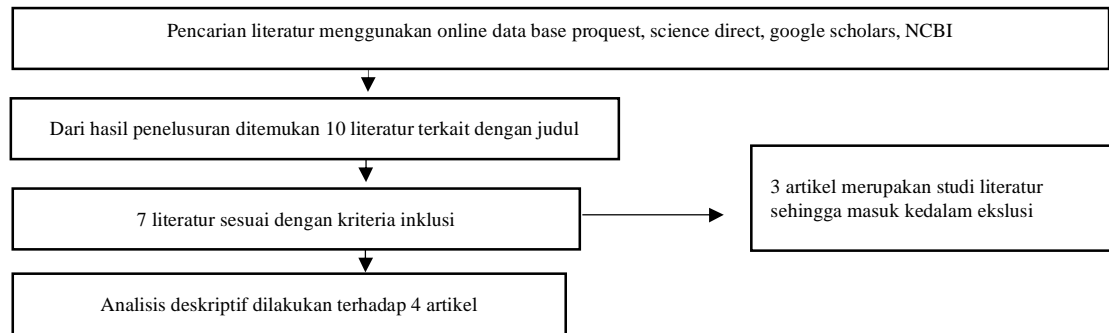 Pencarian literatur menggunakan online data base proquest, science direct, google scholars, NCBI
Dari hasil penelusuran ditemukan 10 literatur terkait dengan judul
7 literatur sesuai dengan kriteria inklusi
3 artikel merupakan studi literatur
sehingga masuk kedalam ekslusi
Analisis deskriptif dilakukan terhadap 4 artikel